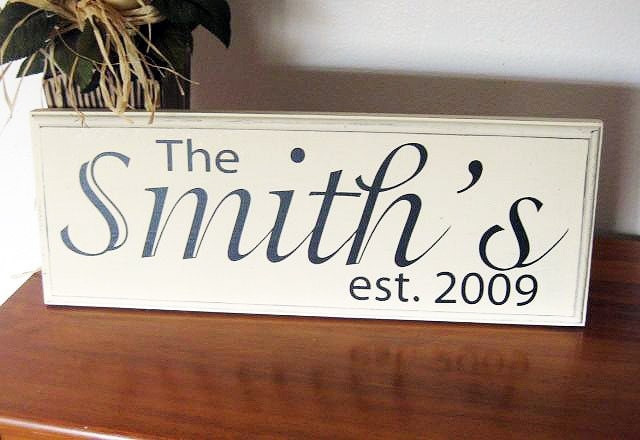 The
Smith's
est. 2009